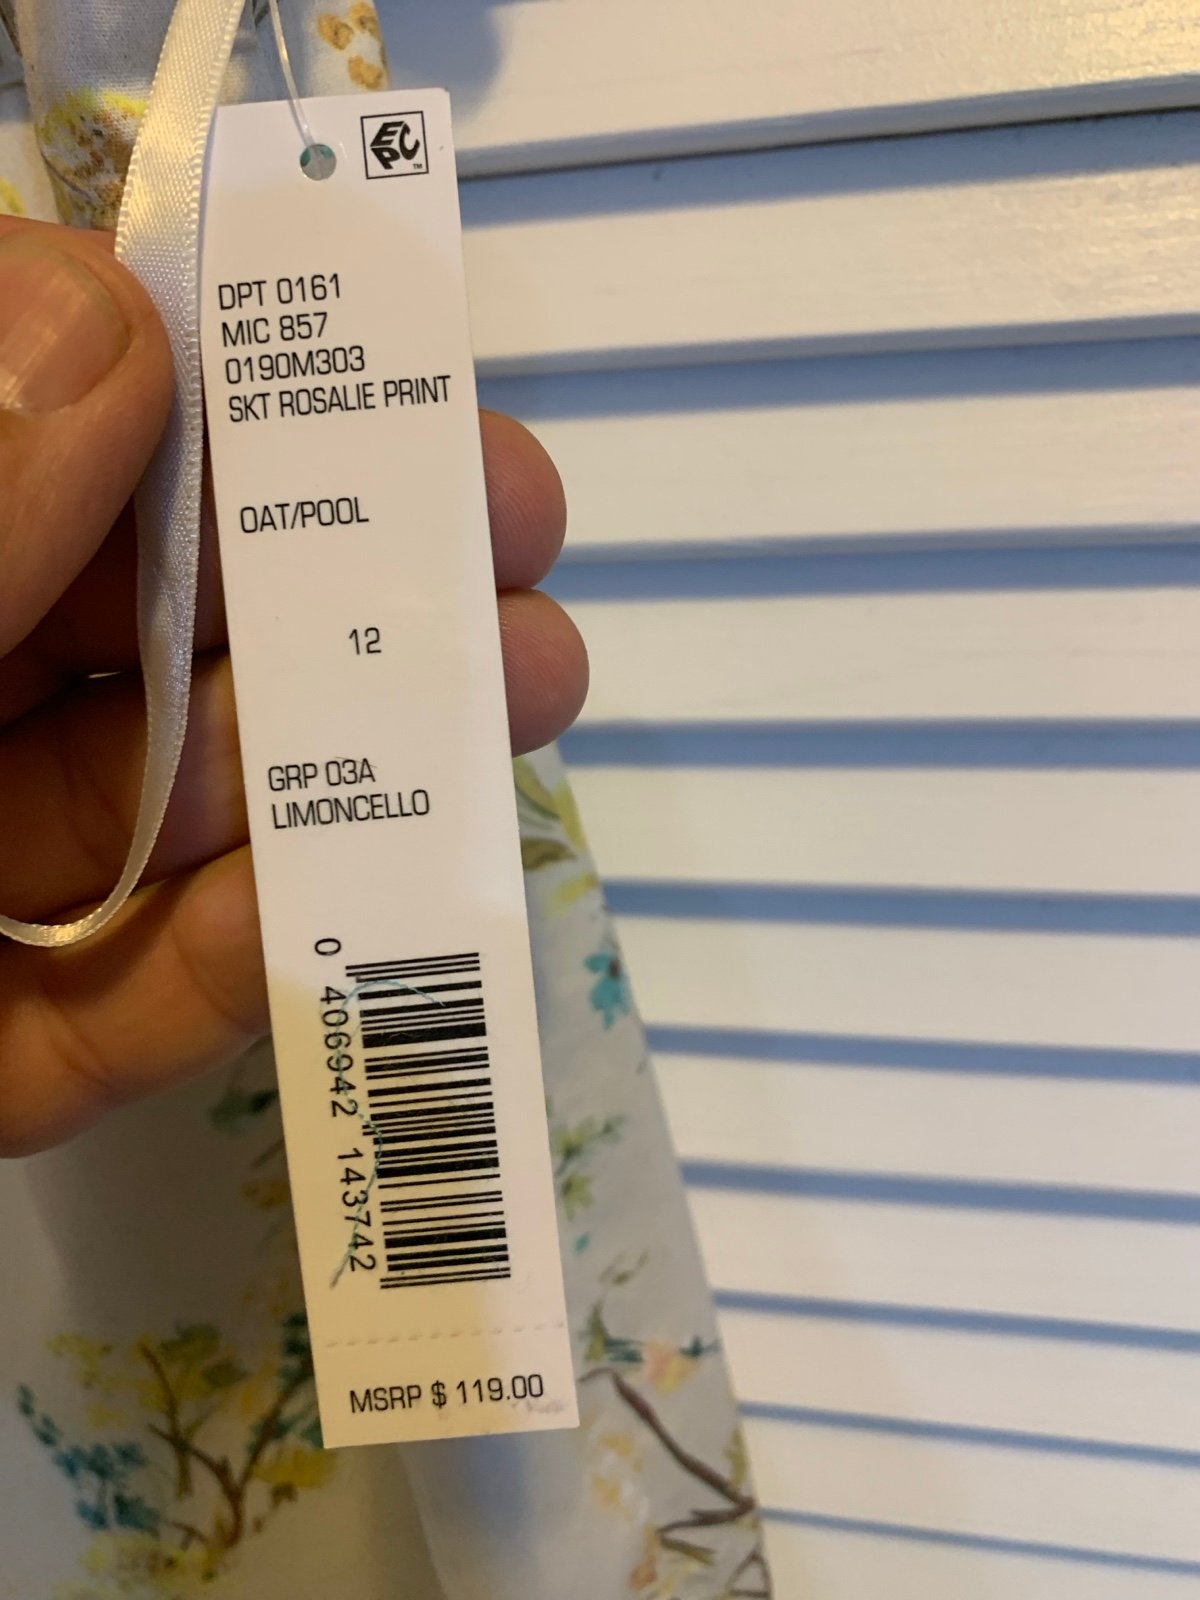 EPC™
DPT 0161
MIC 857
0190M303
SKT ROSALIE PRINT
OAT/POOL
12
GRP 03A
LIMONCELLO
0 406942 143742
MSRP $ 119.00